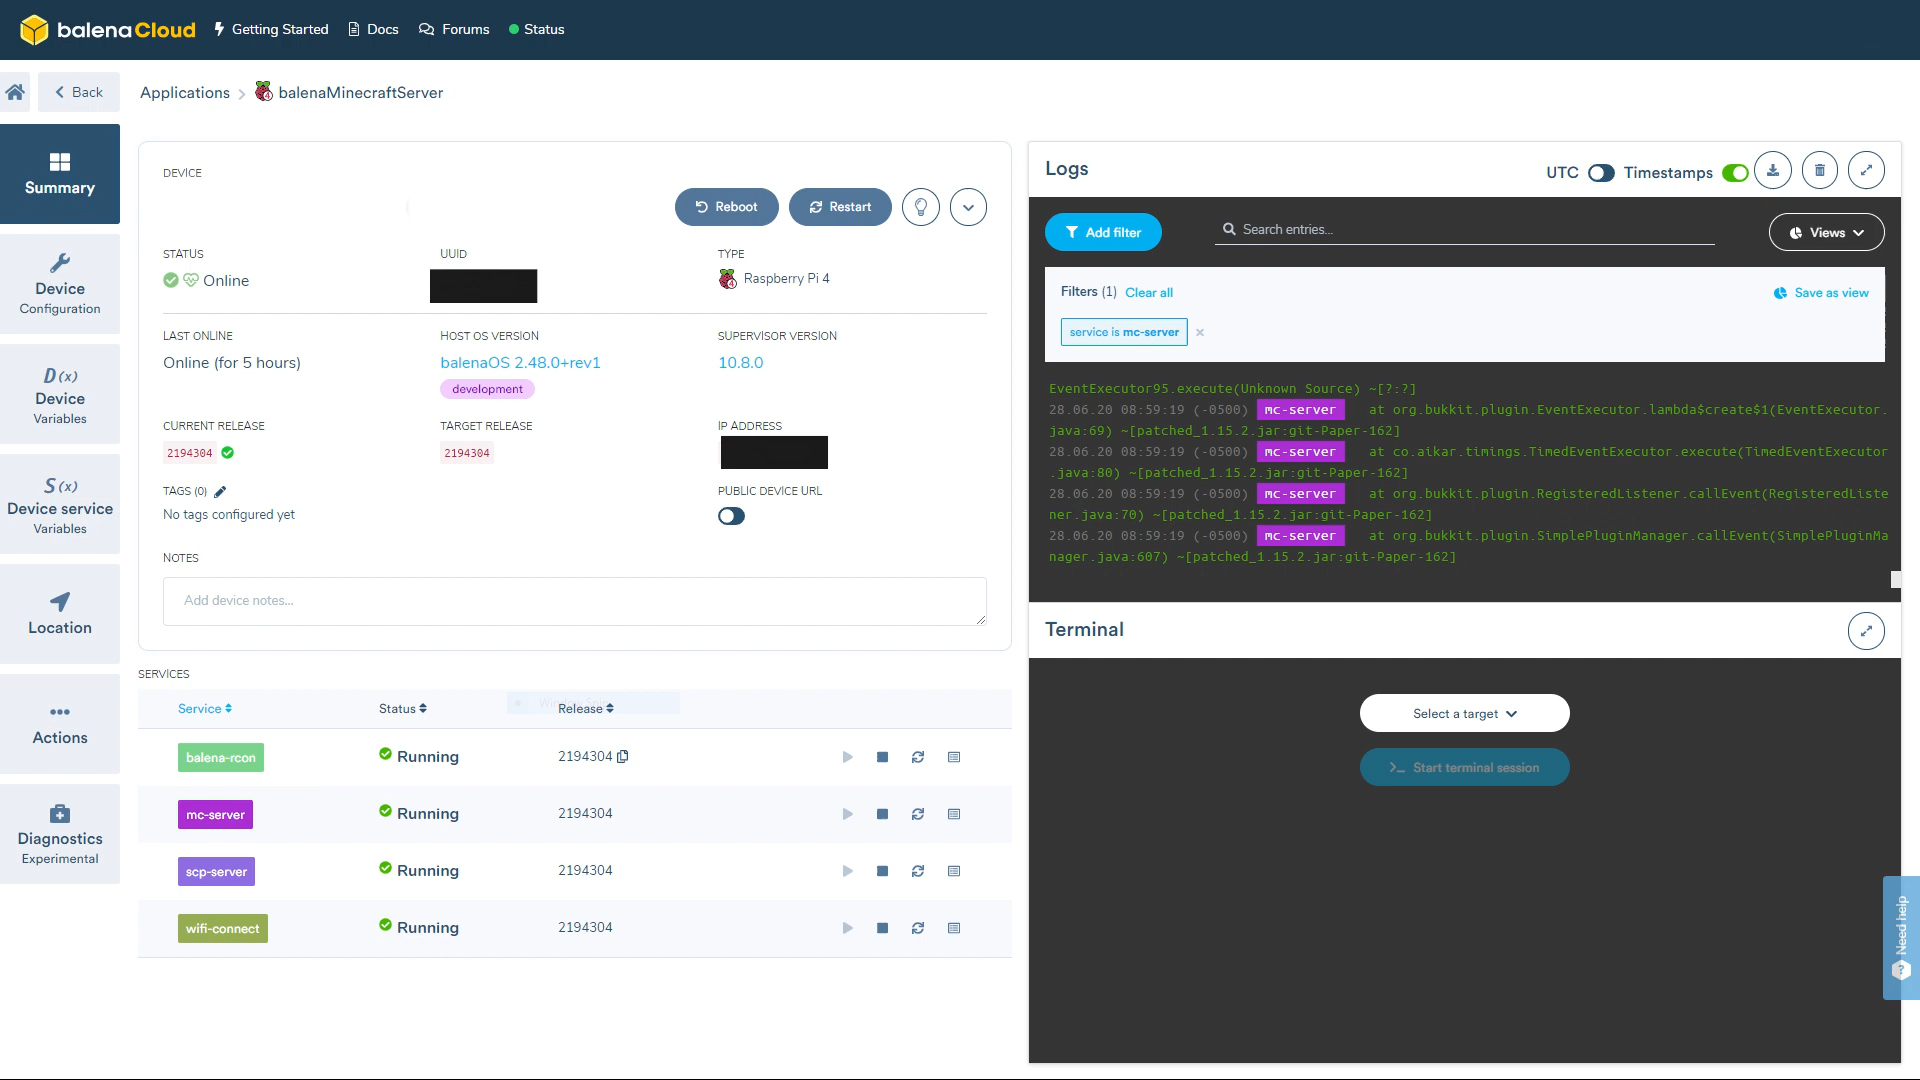 balenaCloud Getting Started Docs Forums Status
Back Applications balenaMinecraftServer
Summary
Device
Configuration
D(x)
Device
Variables
S(x)
Device service
Variables
Location
Actions
Diagnostics
Experimental
DEVICE
Reboot Restart
STATUS UUID TYPE
Online Raspberry Pi 4
LAST ONLINE HOST OS VERSION SUPERVISOR VERSION
Online (for 5 hours) balenaOS 2.48.0+rev1 10.8.0
development
CURRENT RELEASE TARGET RELEASE IP ADDRESS
2194304 2194304
TAGS (0) PUBLIC DEVICE URL
No tags configured yet
NOTES
Add device notes...
SERVICES
Service Status Release
balena-rcon Running 2194304
mc-server Running 2194304
scp-server Running 2194304
wifi-connect Running 2194304
Logs UTC Timestamps
Add filter Search entries... Views
Filters (1) Clear all Save as view
service is mc-server ×
EventExecutor95.execute(Unknown Source) ~[?:?]
28.06.20 08:59:19 (-0500) mc-server at org.bukkit.plugin.EventExecutor.lambda$create$1(EventExecutor.
java:69) ~[patched_1.15.2.jar:git-Paper-162]
28.06.20 08:59:19 (-0500) mc-server at co.aikar.timings.TimedEventExecutor.execute(TimedEventExecutor
.java:80) ~[patched_1.15.2.jar:git-Paper-162]
28.06.20 08:59:19 (-0500) mc-server at org.bukkit.plugin.RegisteredListener.callEvent(RegisteredListe
ner.java:70) ~[patched_1.15.2.jar:git-Paper-162]
28.06.20 08:59:19 (-0500) mc-server at org.bukkit.plugin.SimplePluginManager.callEvent(SimplePluginMa
nager.java:607) ~[patched_1.15.2.jar:git-Paper-162]
Terminal
Select a target
>_ Start terminal session
Need help
?